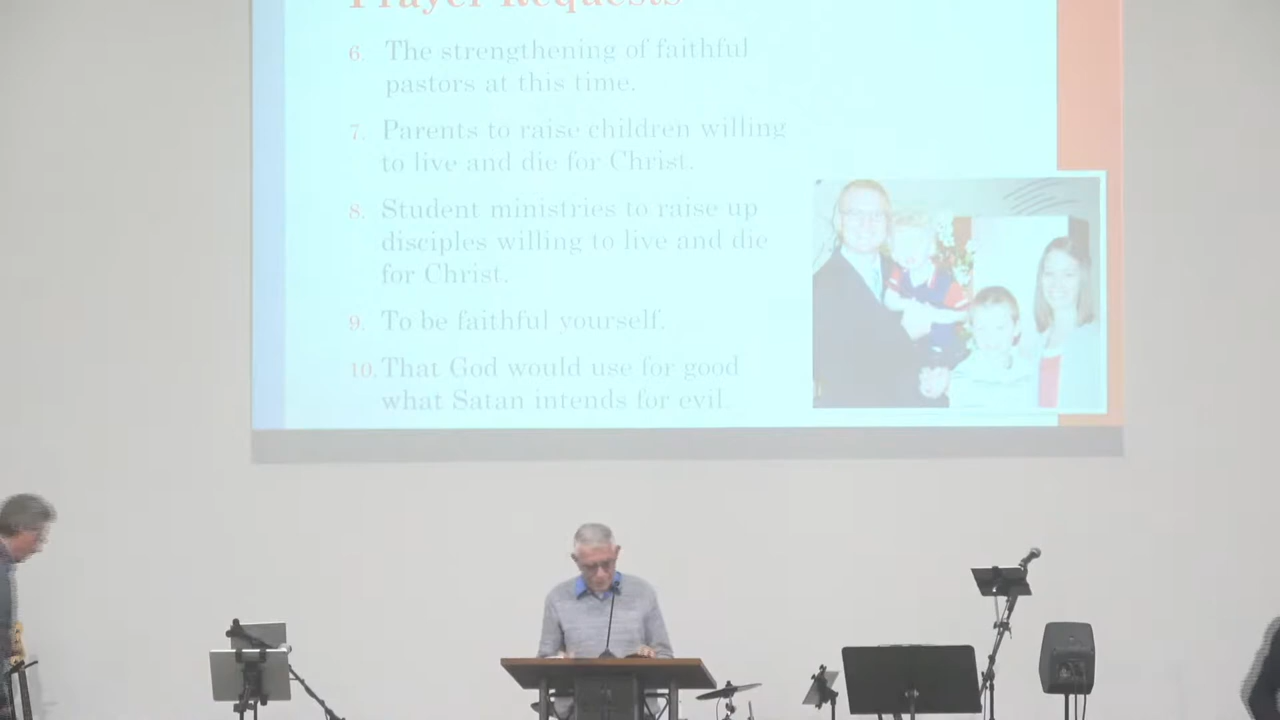 Prayer Requests
6. The strengthening of faithful
pastors at this time.
7. Parents to raise children willing
to live and die for Christ.
8. Student ministries to raise up
disciples willing to live and die
for Christ.
9. To be faithful yourself.
10. That God would use for good
what Satan intends for evil.